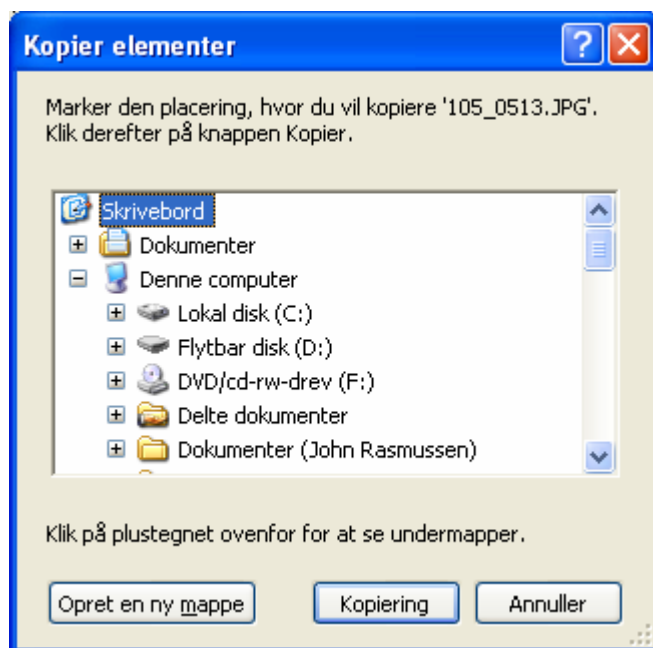 Kopier elementer
Marker den placering, hvor du vil kopiere '105_0513.JPG'.
Klik derefter på knappen Kopier.
Skrivebord
Dokumenter
Denne computer
Lokal disk (C:)
Flytbar disk (D:)
DVD/cd-rw-drev (F:)
Delte dokumenter
Dokumenter (John Rasmussen)
Klik på plustegnet ovenfor for at se undermapper.
Opret en ny mappe
Kopiering
Annuller